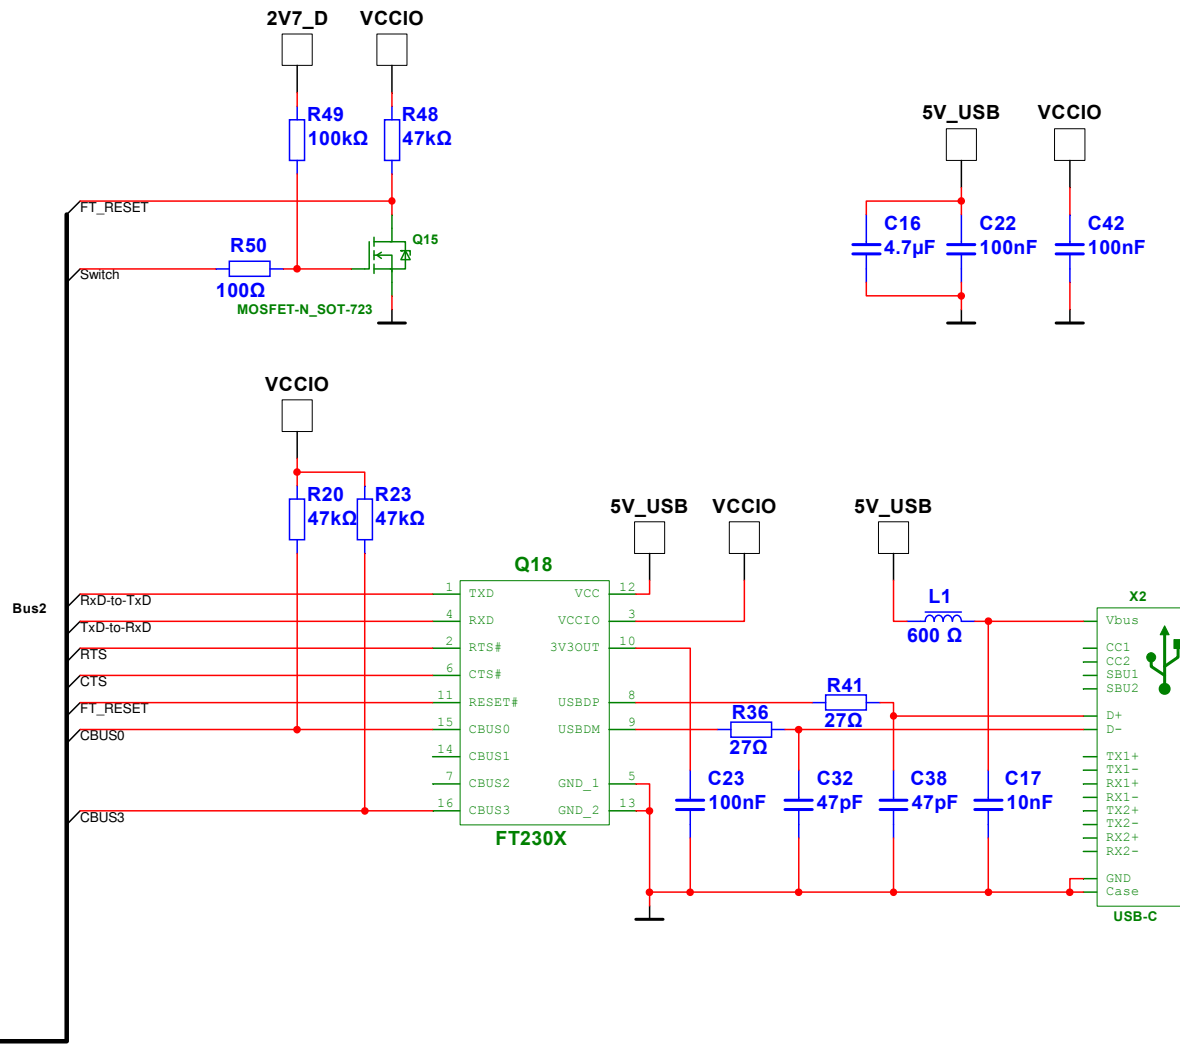 2V7_D VCCIO
R49 R48
100kΩ 47kΩ
5V_USB VCCIO
FT_RESET
C16 C22 C42
4.7µF 100nF 100nF
R50 Q15
Switch
100Ω
MOSFET-N_SOT-723
VCCIO
R20 R23
47kΩ 47kΩ
5V_USB VCCIO 5V_USB
Q18
Bus2
RxD-to-TxD 1 TXD VCC 12
TxD-to-RxD 4 RXD VCCIO 3
RTS 2 RTS# 3V3OUT 10
CTS 6 CTS#
FT_RESET 11 RESET# USBDP 8
CBUS0 15 CBUS0 USBDM 9
14 CBUS1
7 CBUS2 GND_1 5
CBUS3 16 CBUS3 GND_2 13
FT230X
L1
600 Ω
R41
27Ω
R36
27Ω
C23 C32 C38 C17
100nF 47pF 47pF 10nF
X2
Vbus
CC1
CC2
SBU1
SBU2
D+
D-
TX1+
TX1-
RX1+
RX1-
TX2+
TX2-
RX2+
RX2-
GND
Case
USB-C